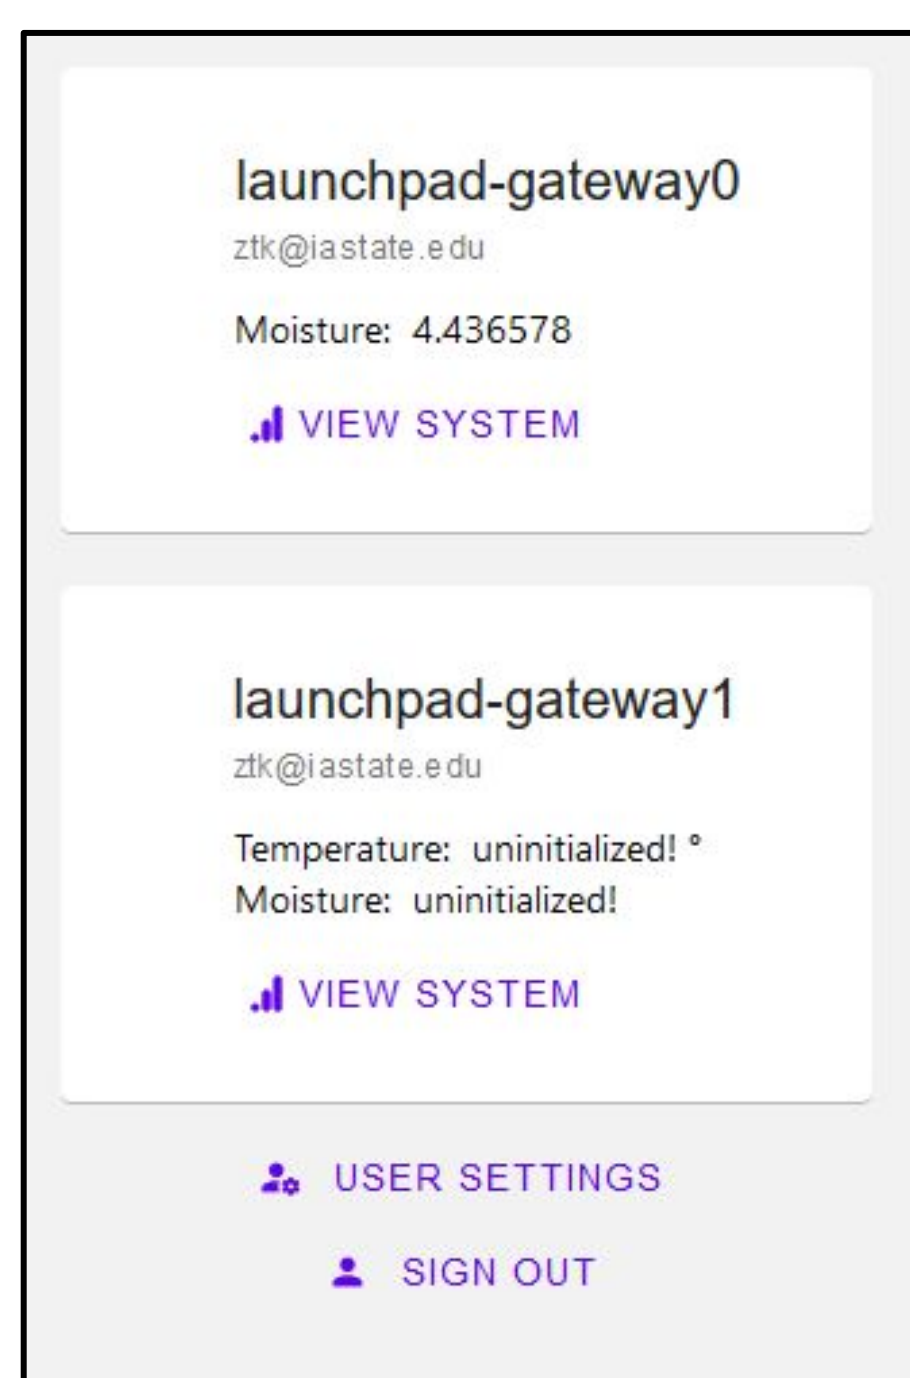 launchpad-gateway0
ztk@iastate.edu
Moisture: 4.436578
VIEW SYSTEM
launchpad-gateway1
ztk@iastate.edu
Temperature: uninitialized! °
Moisture: uninitialized!
VIEW SYSTEM
USER SETTINGS
SIGN OUT